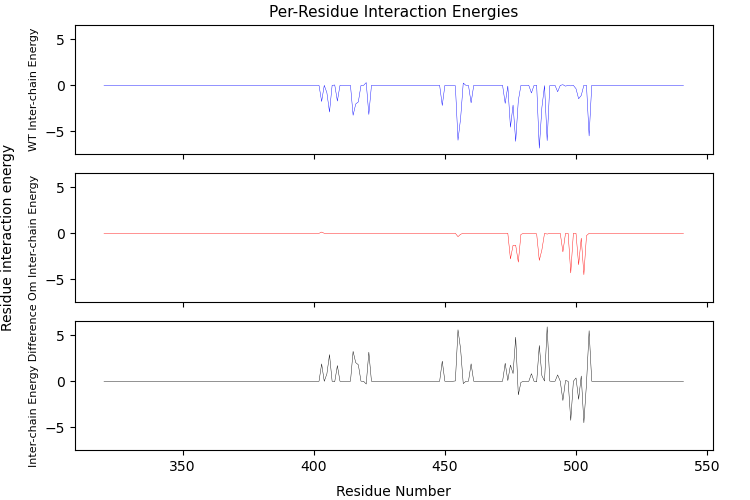 Per-Residue Interaction Energies
Residue interaction energy
WT Inter-chain Energy
5
0
−5
Om Inter-chain Energy
5
0
−5
Inter-chain Energy Difference
5
0
−5
350
400
450
500
550
Residue Number